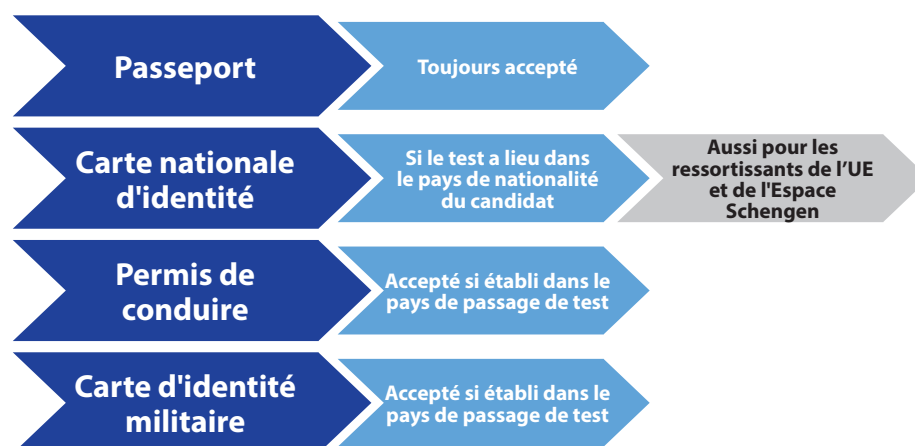 Passeport
Toujours accepté
Carte nationale
d'identité
Si le test a lieu dans
le pays de nationalité
du candidat
Aussi pour les
ressortissants de l’UE
et de l'Espace
Schengen
Permis de
conduire
Accepté si établi dans le
pays de passage de test
Carte d'identité
militaire
Accepté si établi dans le
pays de passage de test